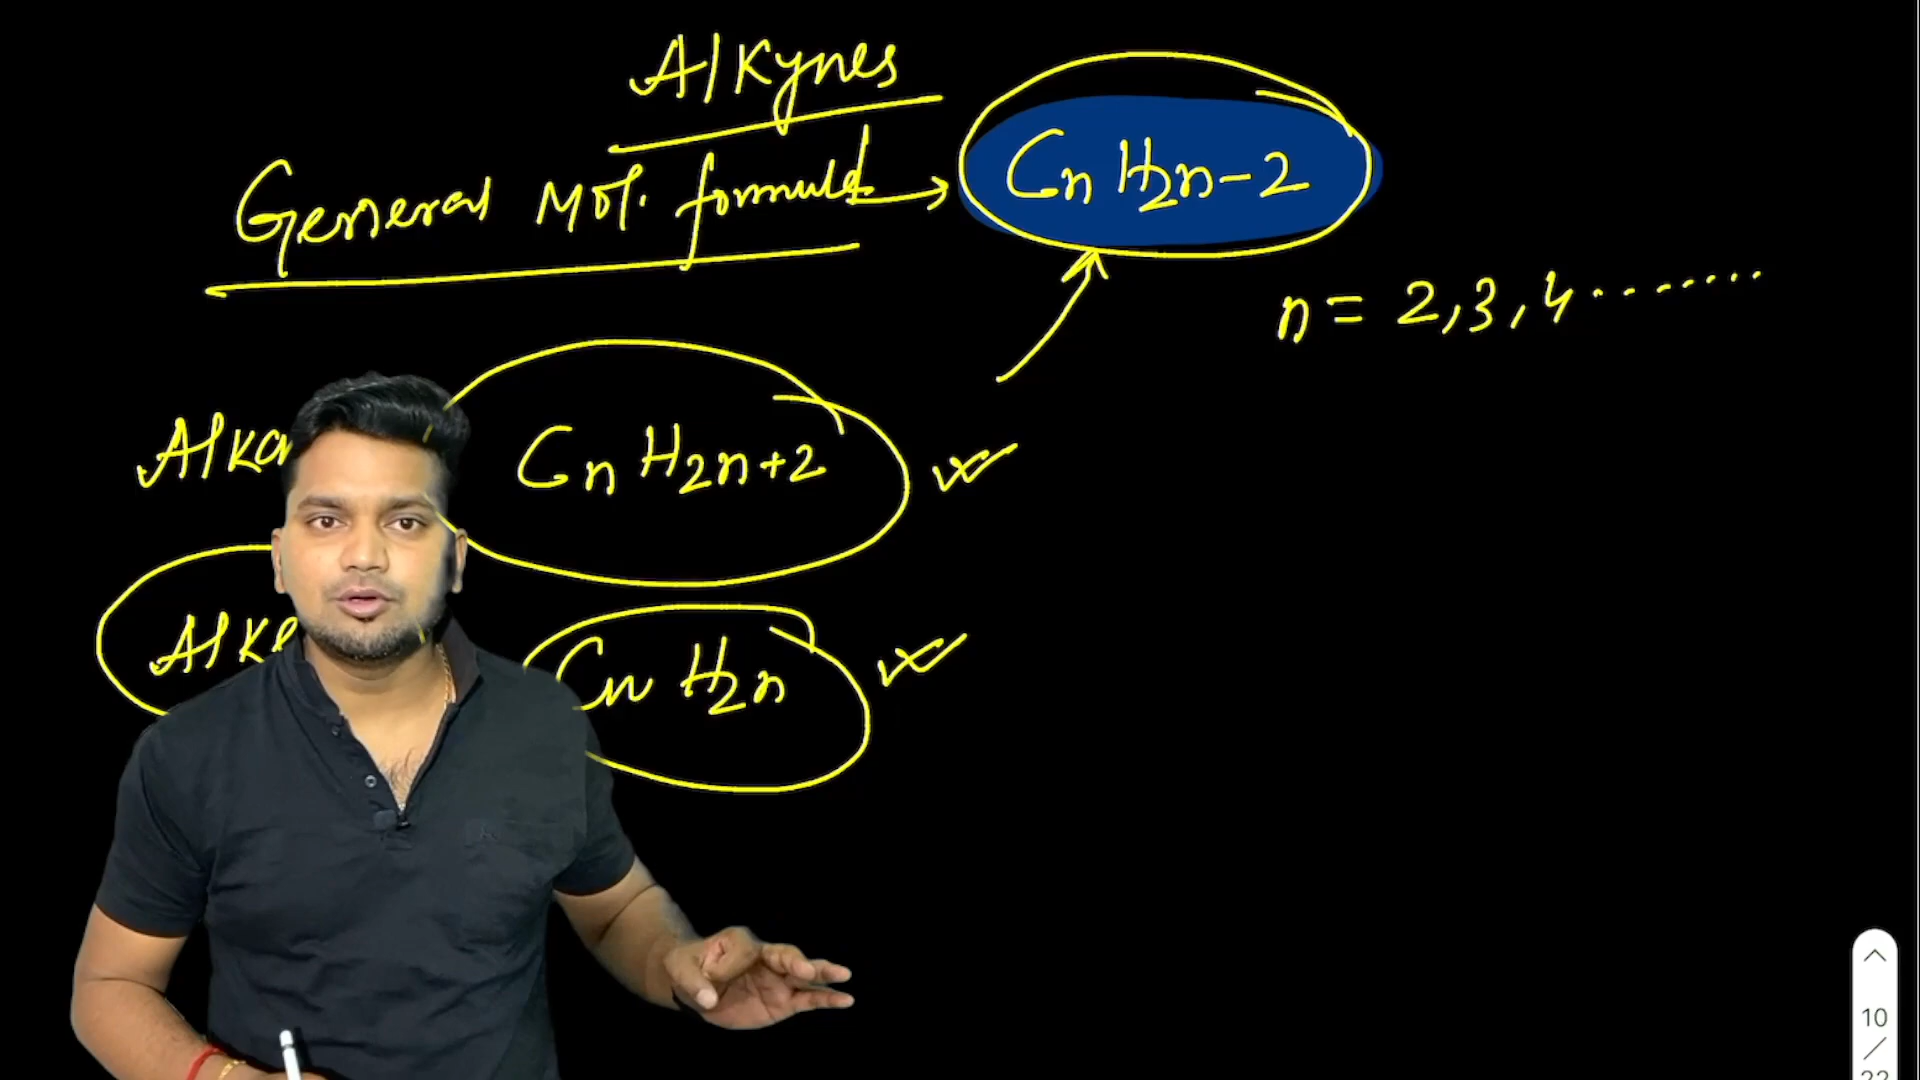 Alkynes
General Mol. formula → CnH2n-2
n = 2,3,4........
CnH2n+2
CnH2n
10
/